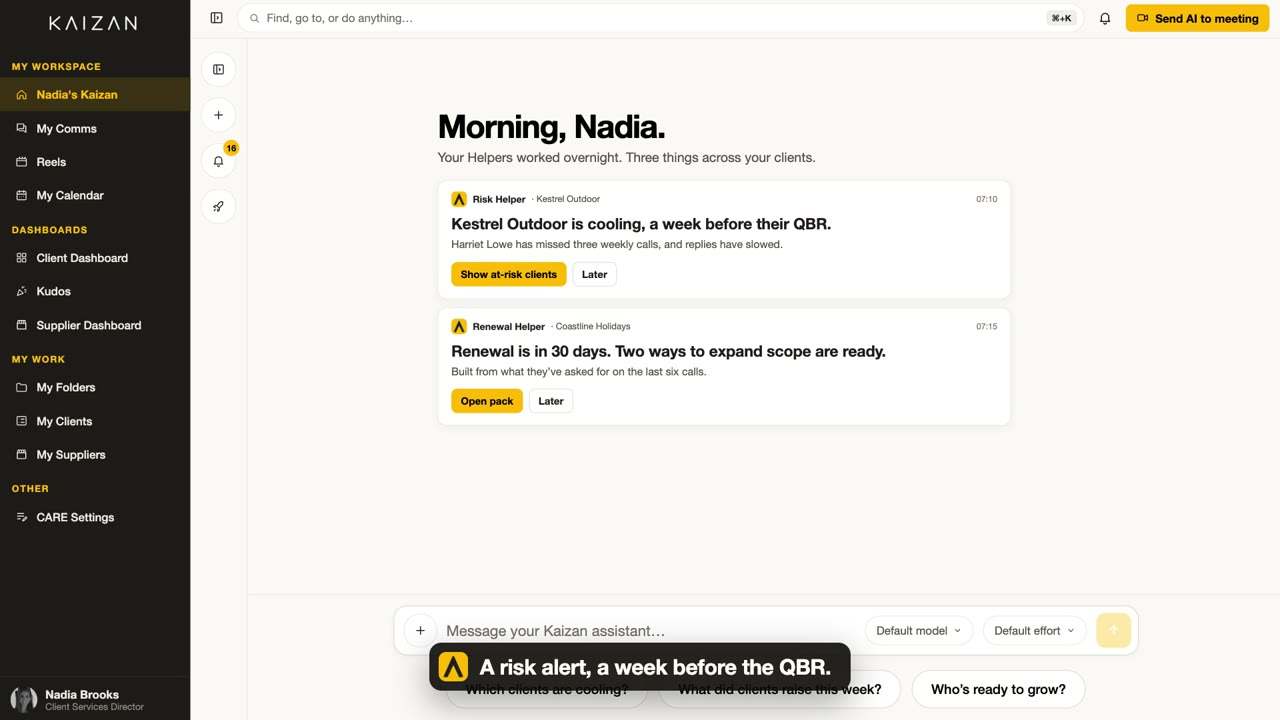 KAIZAN
MY WORKSPACE
Nadia's Kaizan
My Comms
Reels
My Calendar
DASHBOARDS
Client Dashboard
Kudos
Supplier Dashboard
MY WORK
My Folders
My Clients
My Suppliers
OTHER
CARE Settings
Nadia Brooks
Client Services Director
Find, go to, or do anything…
⌘+K
Send AI to meeting
16
Morning, Nadia.
Your Helpers worked overnight. Three things across your clients.
Risk Helper · Kestrel Outdoor 07:10
Kestrel Outdoor is cooling, a week before their QBR.
Harriet Lowe has missed three weekly calls, and replies have slowed.
Show at-risk clients Later
Renewal Helper · Coastline Holidays 07:15
Renewal is in 30 days. Two ways to expand scope are ready.
Built from what they've asked for on the last six calls.
Open pack Later
Message your Kaizan assistant…
Default model Default effort
A risk alert, a week before the QBR.
Which clients are cooling? What did clients raise this week? Who's ready to grow?